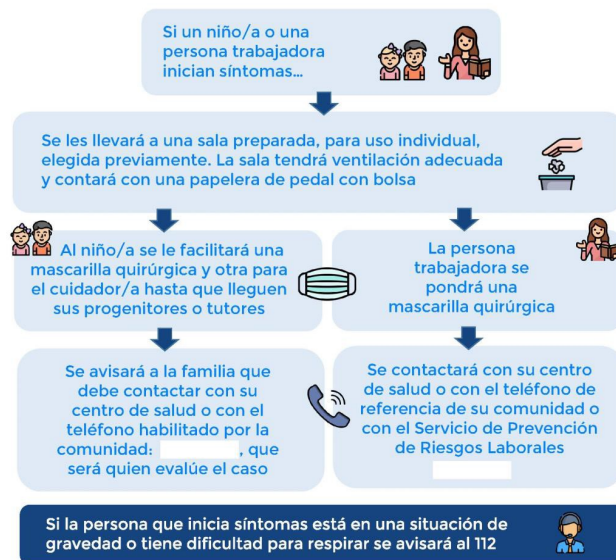 Si un niño/a o una
persona trabajadora
inician síntomas...
Se les llevará a una sala preparada, para uso individual,
elegida previamente. La sala tendrá ventilación adecuada
y contará con una papelera de pedal con bolsa
Al niño/a se le facilitará una
mascarilla quirúrgica y otra para
el cuidador/a hasta que lleguen
sus progenitores o tutores
La persona
trabajadora se
pondrá una
mascarilla quirúrgica
Se avisará a la familia que
debe contactar con su
centro de salud o con el
teléfono habilitado por la
comunidad: , que
será quien evalúe el caso
Se contactará con su centro
de salud o con el teléfono de
referencia de su comunidad o
con el Servicio de Prevención
de Riesgos Laborales
Si la persona que inicia síntomas está en una situación de
gravedad o tiene dificultad para respirar se avisará al 112